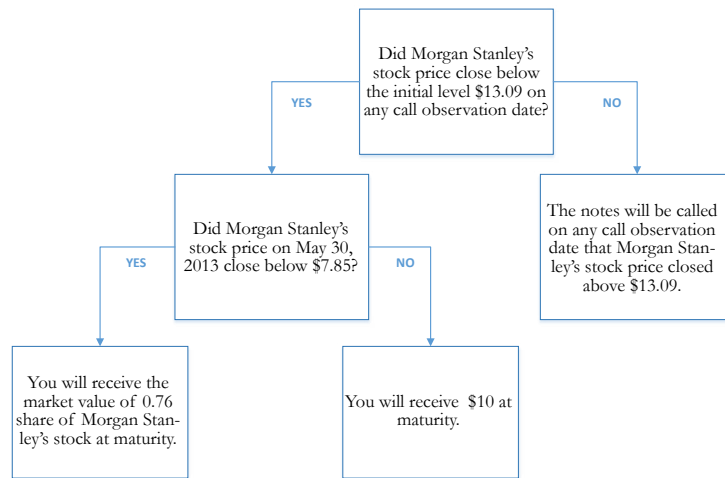 Did Morgan Stanley's
stock price close below
the initial level $13.09 on
any call observation date?
YES
NO
Did Morgan Stanley's
stock price on May 30,
2013 close below $7.85?
The notes will be called
on any call observation
date that Morgan Stan-
ley's stock price closed
above $13.09.
YES
NO
You will receive the
market value of 0.76
share of Morgan Stan-
ley's stock at maturity.
You will receive $10 at
maturity.